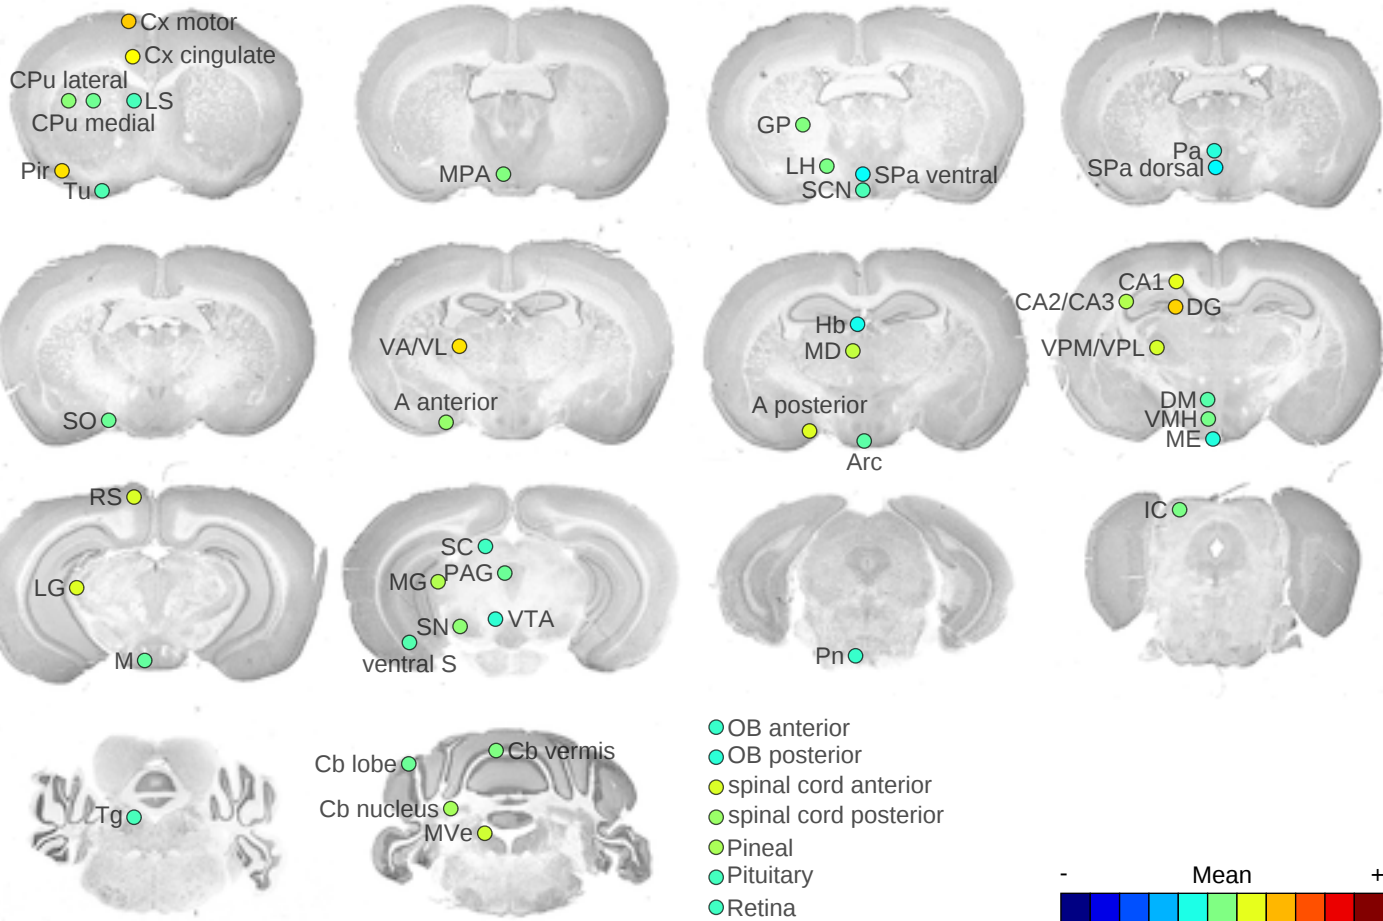 Cx motor
Cx cingulate
CPu lateral
LS
CPu medial
Pir
Tu
MPA
GP
LH
SPa ventral
SCN
Pa
SPa dorsal
SO
VA/VL
A anterior
Hb
MD
A posterior
Arc
CA1
CA2/CA3
DG
VPM/VPL
DM
VMH
ME
RS
LG
M
SC
PAG
MG
SN
VTA
ventral S
Pn
IC
Tg
Cb vermis
Cb lobe
Cb nucleus
MVe
OB anterior
OB posterior
spinal cord anterior
spinal cord posterior
Pineal
Pituitary
Retina
- Mean +